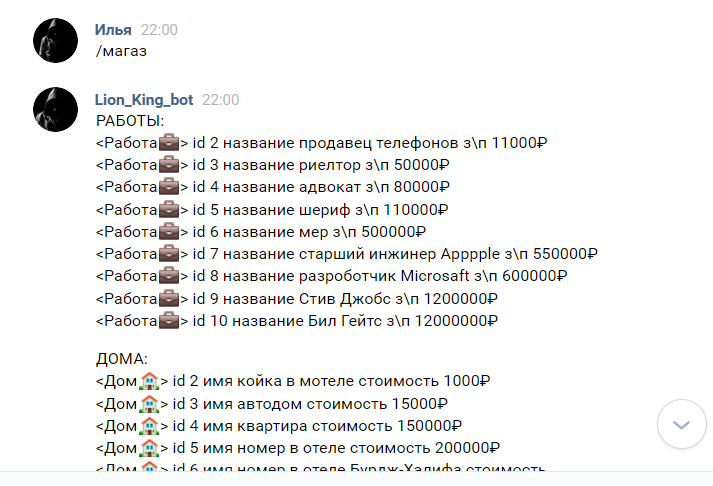 Илья 22:00
/магаз
Lion_King_bot 22:00
РАБОТЫ:
<Работа💼> id 2 название продавец телефонов з\п 11000₽
<Работа💼> id 3 название риелтор з\п 50000₽
<Работа💼> id 4 название адвокат з\п 80000₽
<Работа💼> id 5 название шериф з\п 110000₽
<Работа💼> id 6 название мер з\п 500000₽
<Работа💼> id 7 название старший инжинер Apppple з\п 550000₽
<Работа💼> id 8 название разроботчик Microsaft з\п 600000₽
<Работа💼> id 9 название Стив Джобс з\п 1200000₽
<Работа💼> id 10 название Бил Гейтс з\п 12000000₽
ДОМА:
<Дом🏠> id 2 имя койка в мотеле стоимость 1000₽
<Дом🏠> id 3 имя автодом стоимость 15000₽
<Дом🏠> id 4 имя квартира стоимость 150000₽
<Дом🏠> id 5 имя номер в отеле стоимость 200000₽
<Дом🏠> id 6 имя номер в отеле Бурдж-Халифа стоимость